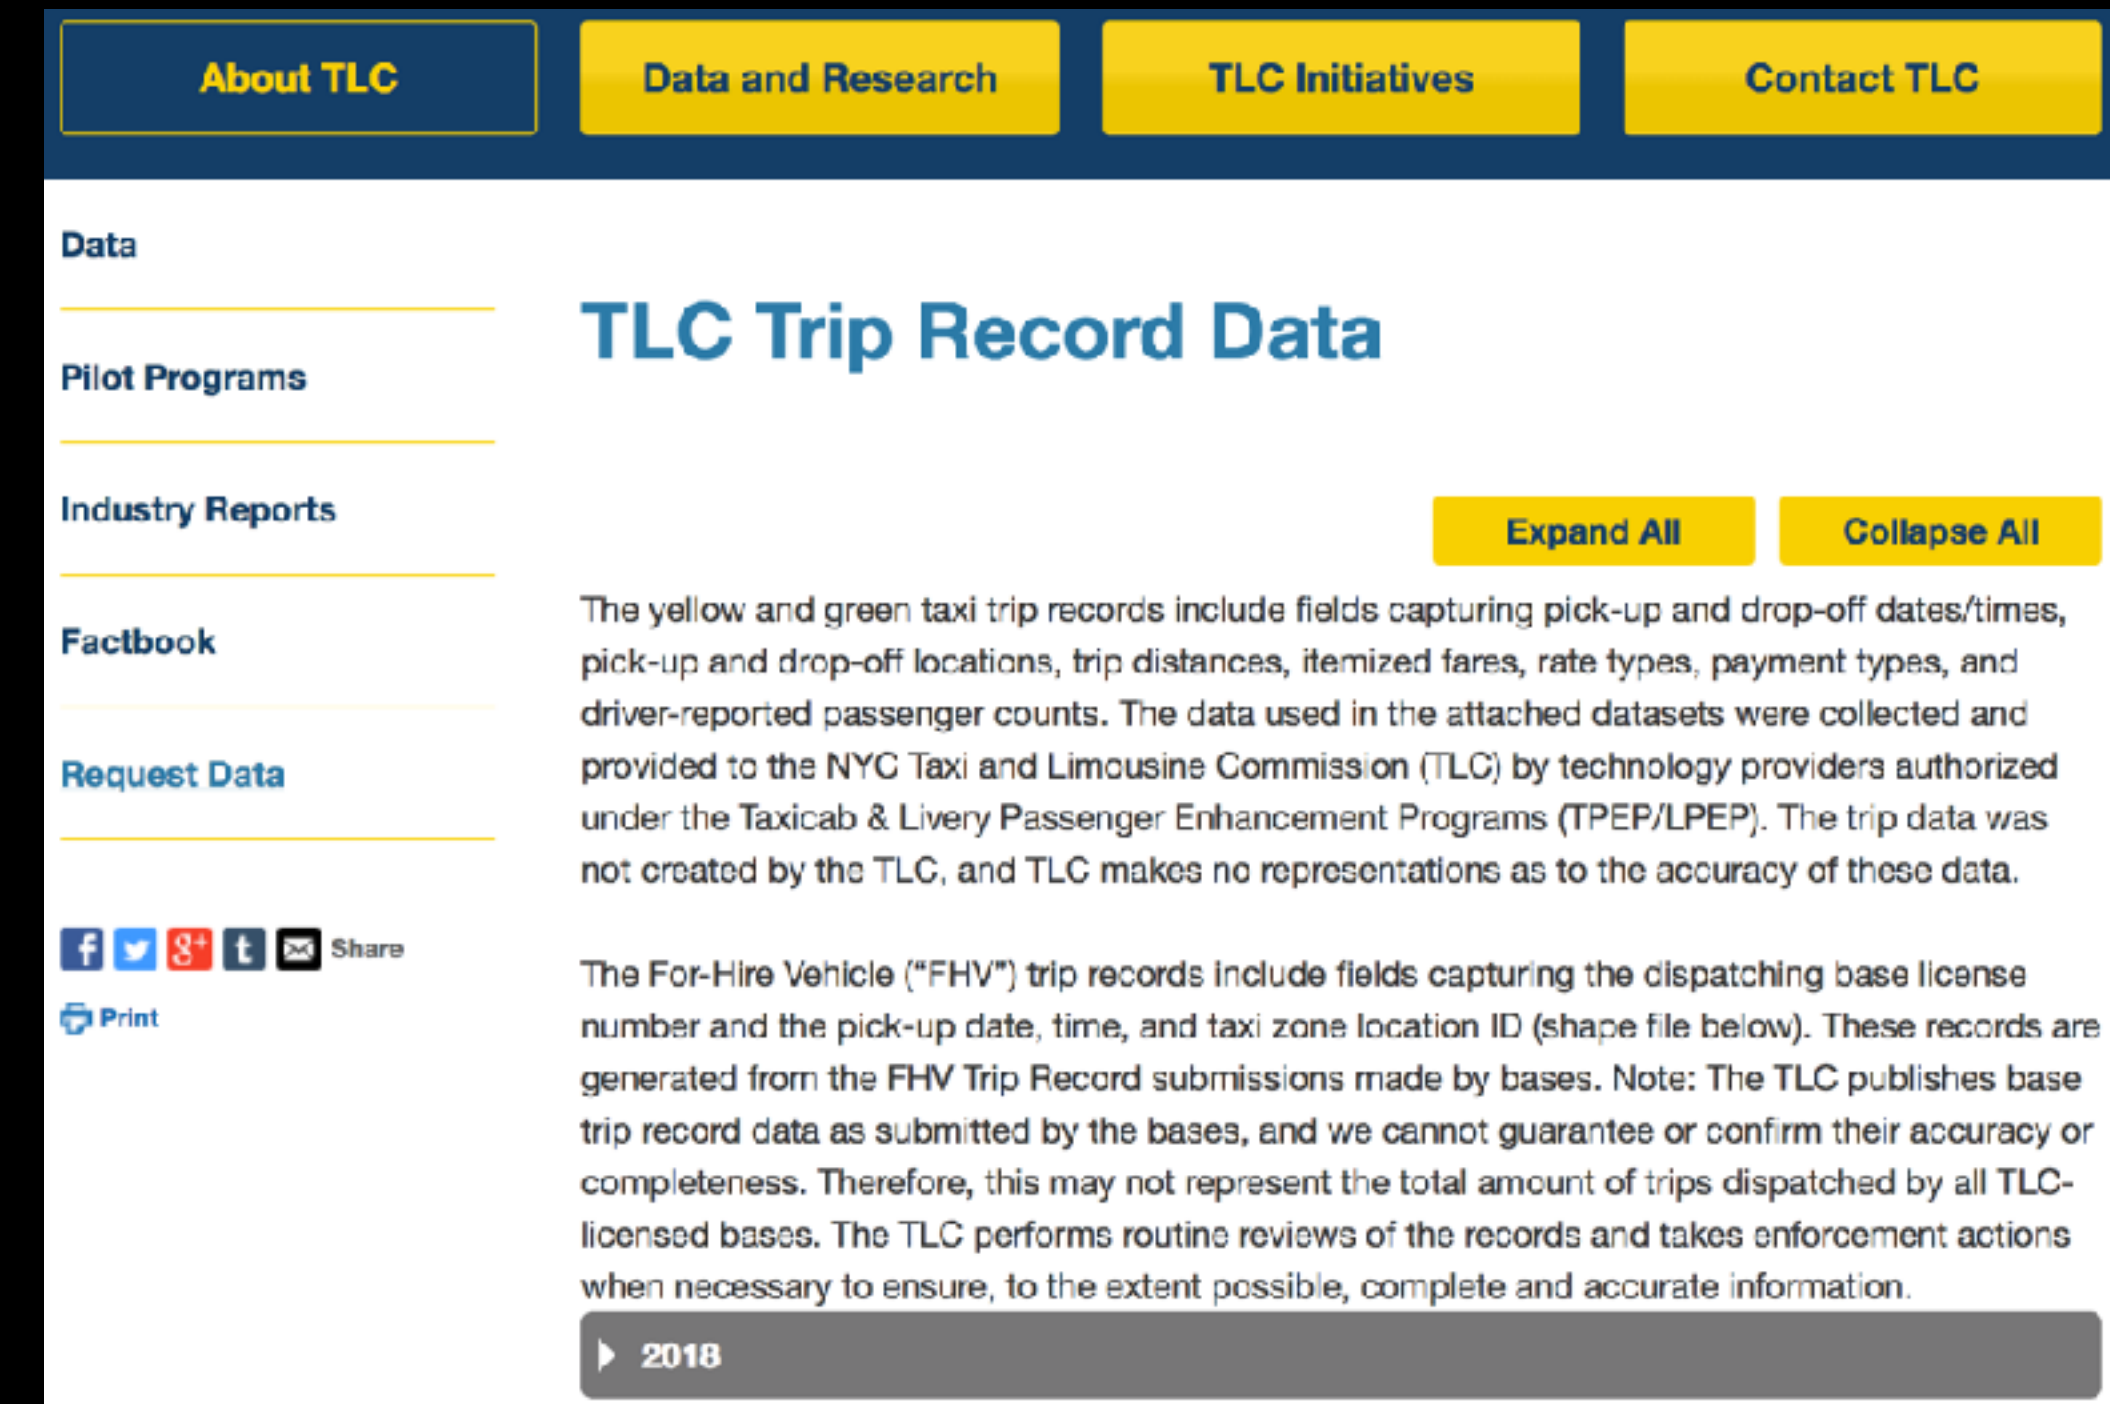 About TLC
Data and Research
TLC Initiatives
Contact TLC
Data
Pilot Programs
Industry Reports
Factbook
Request Data
Share
Print
TLC Trip Record Data
Expand All
Collapse All
The yellow and green taxi trip records include fields capturing pick-up and drop-off dates/times,
pick-up and drop-off locations, trip distances, itemized fares, rate types, payment types, and
driver-reported passenger counts. The data used in the attached datasets were collected and
provided to the NYC Taxi and Limousine Commission (TLC) by technology providers authorized
under the Taxicab & Livery Passenger Enhancement Programs (TPEP/LPEP). The trip data was
not created by the TLC, and TLC makes no representations as to the accuracy of these data.
The For-Hire Vehicle (“FHV”) trip records include fields capturing the dispatching base license
number and the pick-up date, time, and taxi zone location ID (shape file below). These records are
generated from the FHV Trip Record submissions made by bases. Note: The TLC publishes base
trip record data as submitted by the bases, and we cannot guarantee or confirm their accuracy or
completeness. Therefore, this may not represent the total amount of trips dispatched by all TLC-
licensed bases. The TLC performs routine reviews of the records and takes enforcement actions
when necessary to ensure, to the extent possible, complete and accurate information.
2018